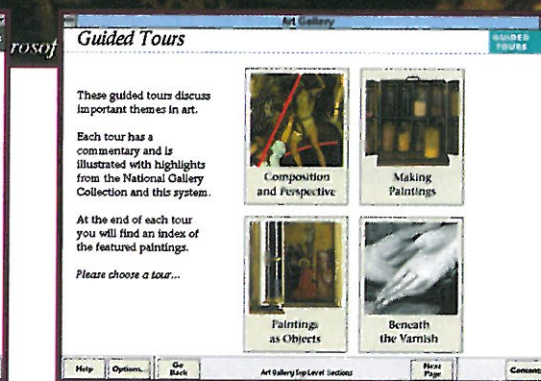 rosof
Art Gallery
Guided Tours
GUIDED
TOURS
These guided tours discuss
important themes in art.
Each tour has a
commentary and is
illustrated with highlights
from the National Gallery
Collection and this system.
At the end of each tour
you will find an index of
the featured paintings.
Please choose a tour...
Composition
and Perspective
Making
Paintings
Paintings
as Objects
Beneath
the Varnish
Help
Options...
Go
Back
Art Gallery Top Level Sections
Next
Page
Contents